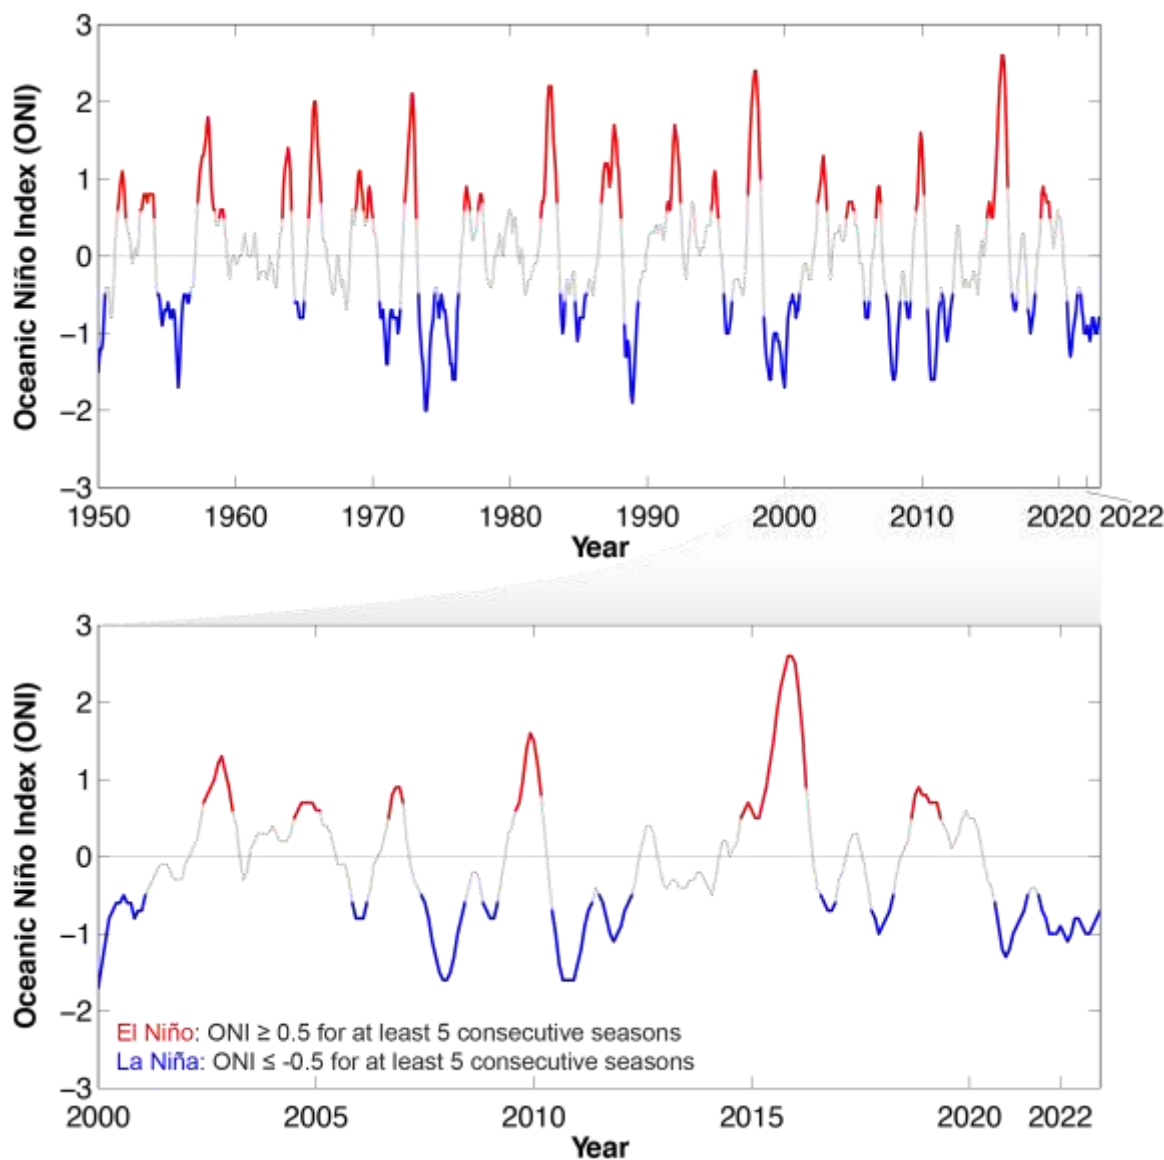 3
2
1
0
−1
−2
−3
Oceanic Niño Index (ONI)
1950 1960 1970 1980 1990 2000 2010 2020 2022
Year
3
2
1
0
−1
−2
−3
Oceanic Niño Index (ONI)
El Niño: ONI ≥ 0.5 for at least 5 consecutive seasons
La Niña: ONI ≤ -0.5 for at least 5 consecutive seasons
2000 2005 2010 2015 2020 2022
Year